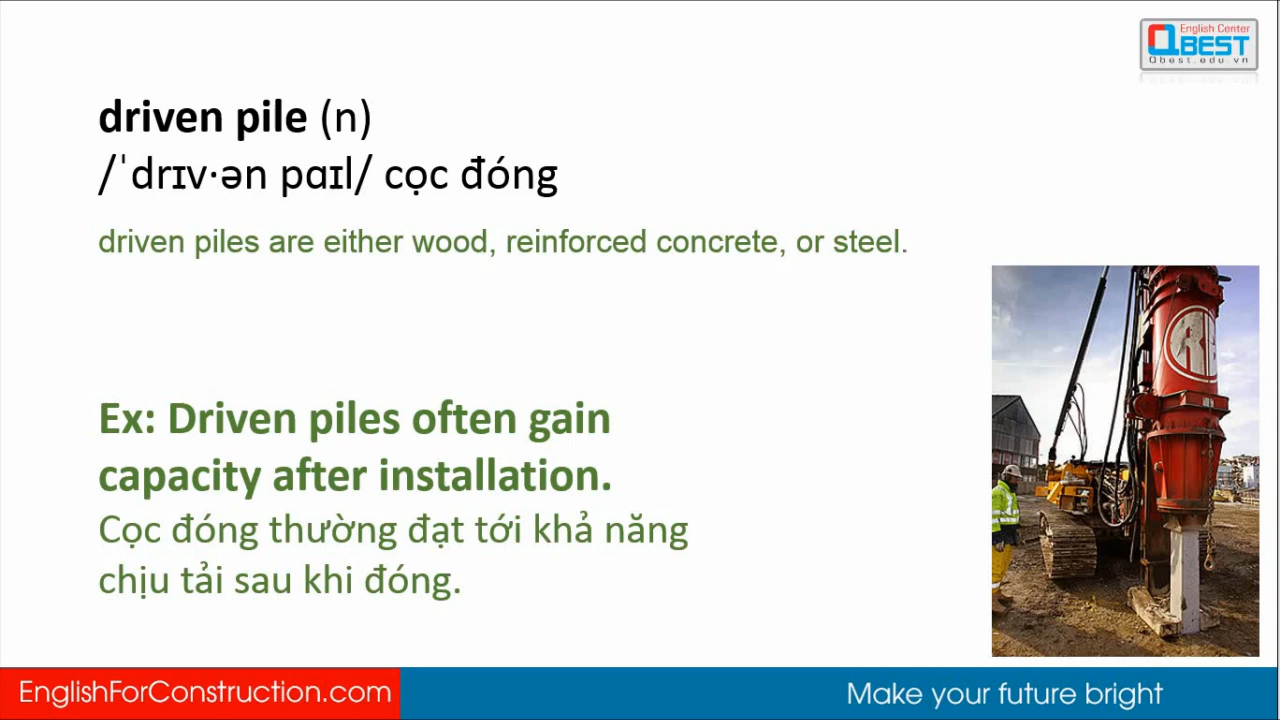 English Center
QBEST
Qbest.edu.vn
driven pile (n)
/ˈdrɪv·ən pɑɪl/ cọc đóng
driven piles are either wood, reinforced concrete, or steel.
Ex: Driven piles often gain
capacity after installation.
Cọc đóng thường đạt tới khả năng
chịu tải sau khi đóng.
EnglishForConstruction.com
Make your future bright